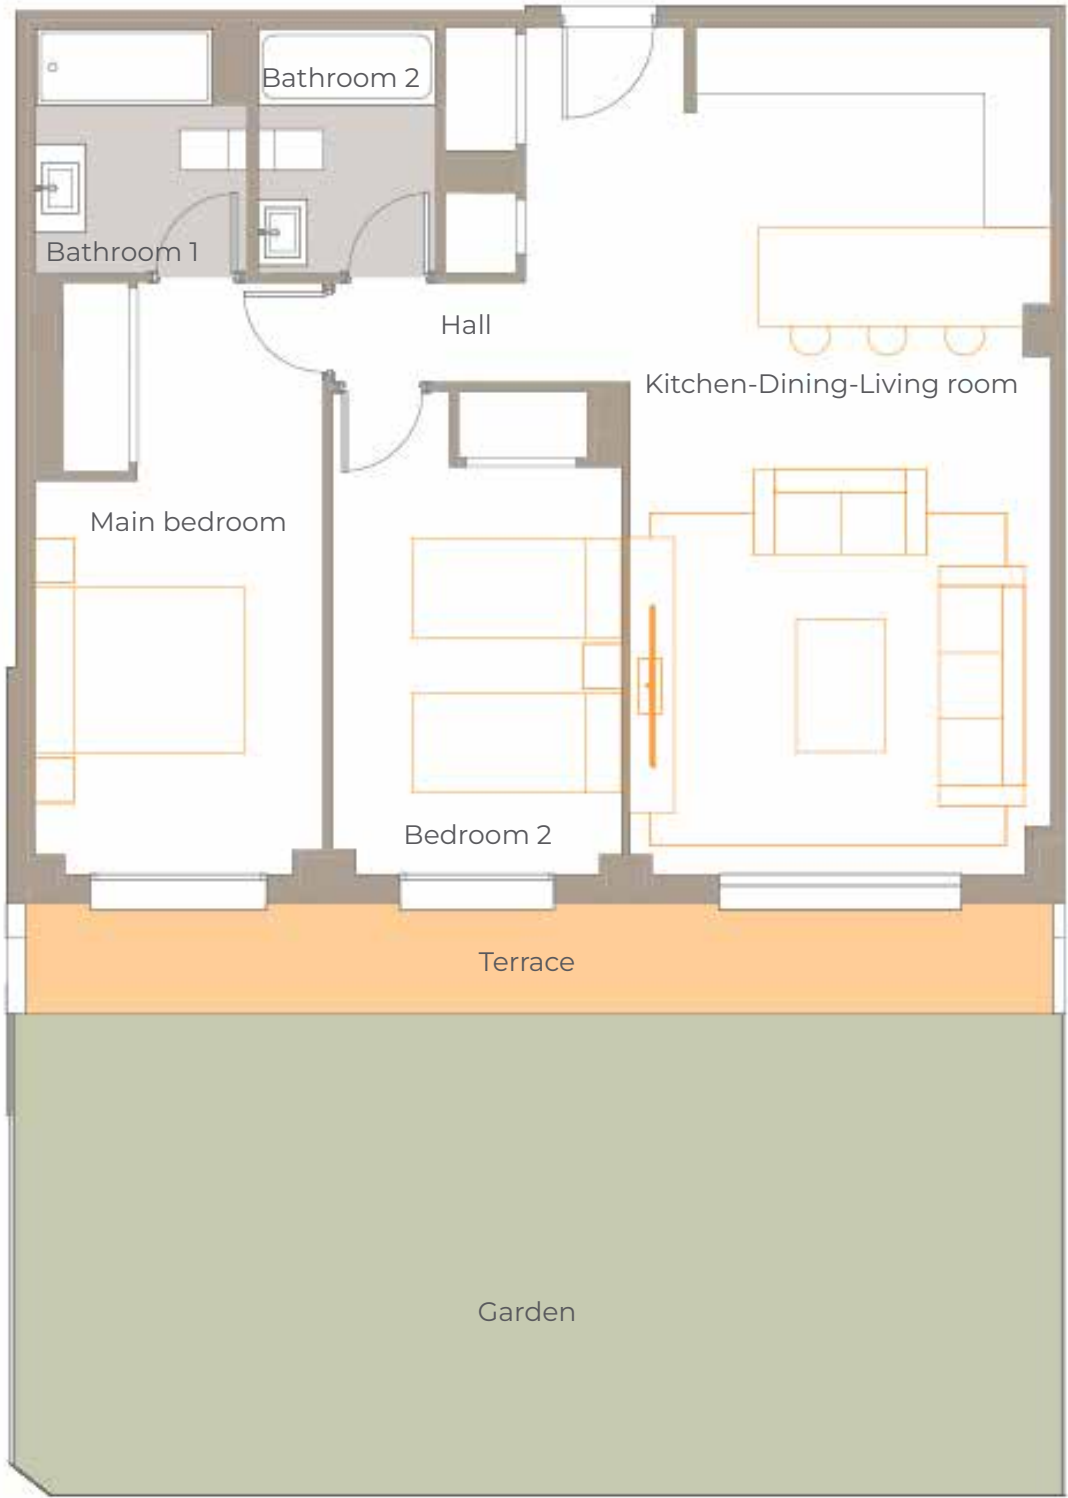 Bathroom 2
Bathroom 1
Hall
Kitchen-Dining-Living room
Main bedroom
Bedroom 2
Terrace
Garden